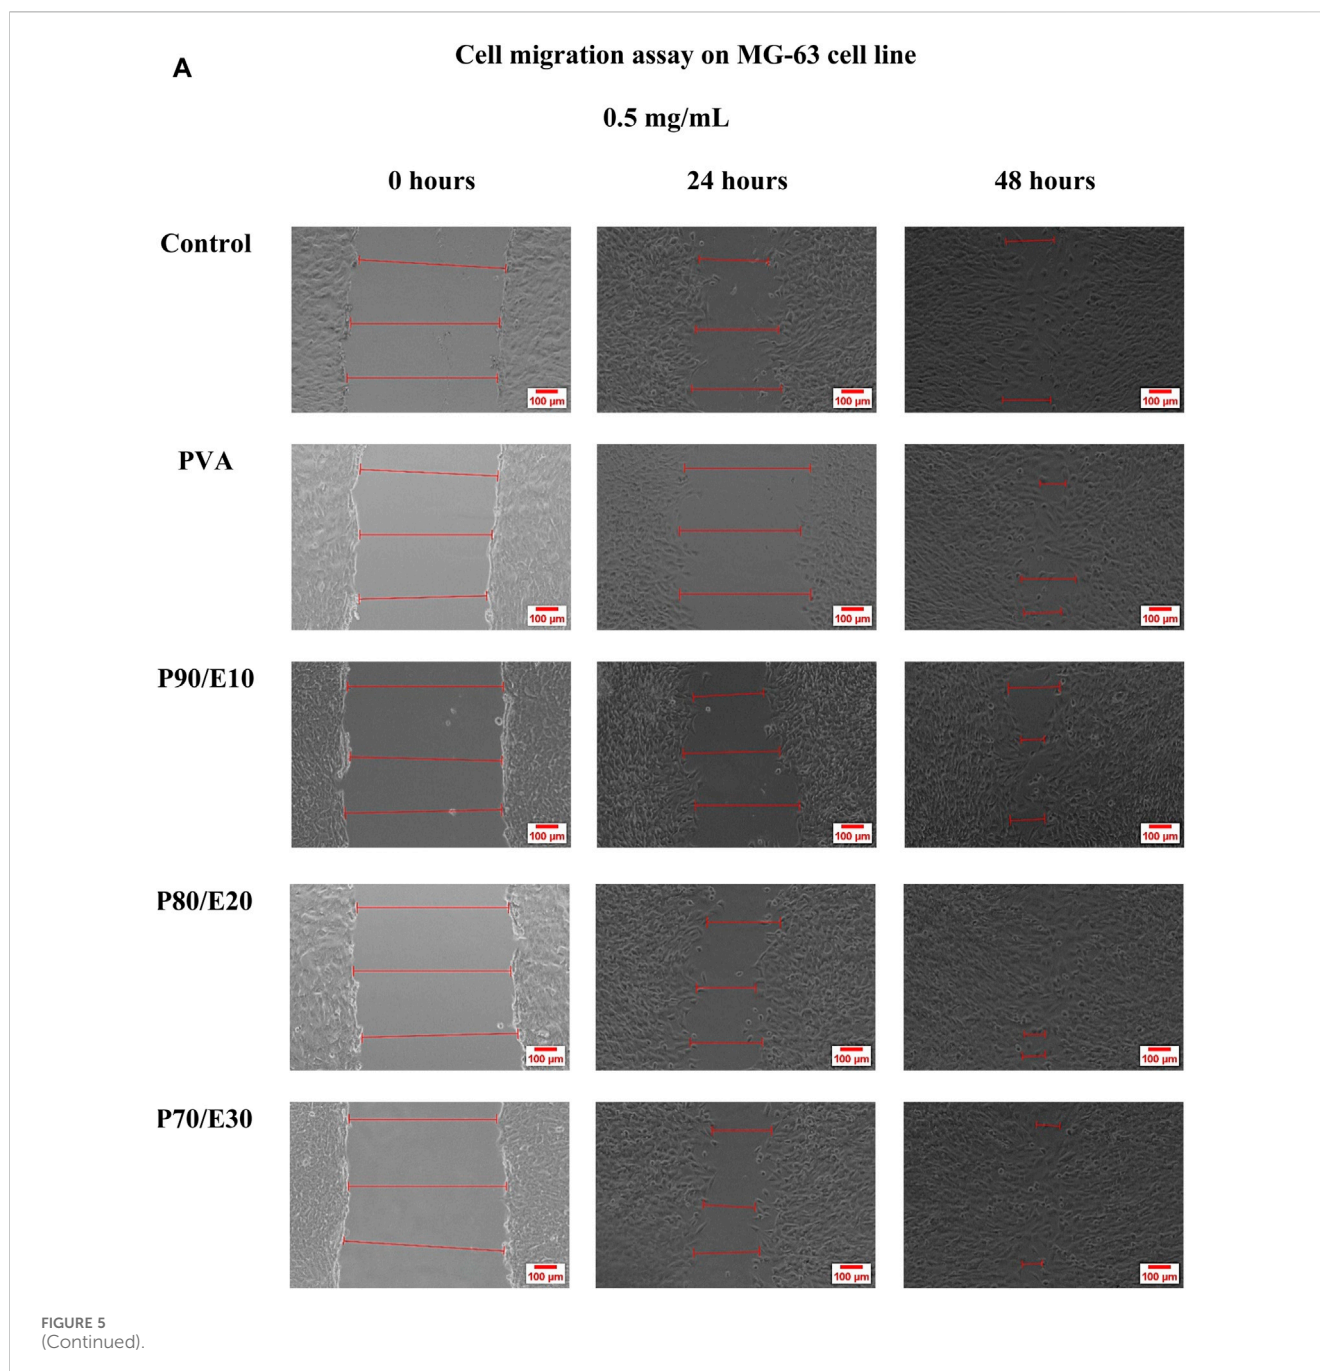 A
Cell migration assay on MG-63 cell line
0.5 mg/mL
0 hours
24 hours
48 hours
Control
100 µm
100 µm
100 µm
PVA
100 µm
100 µm
100 µm
P90/E10
100 µm
100 µm
100 µm
P80/E20
100 µm
100 µm
100 µm
P70/E30
100 µm
100 µm
100 µm
FIGURE 5
(Continued).